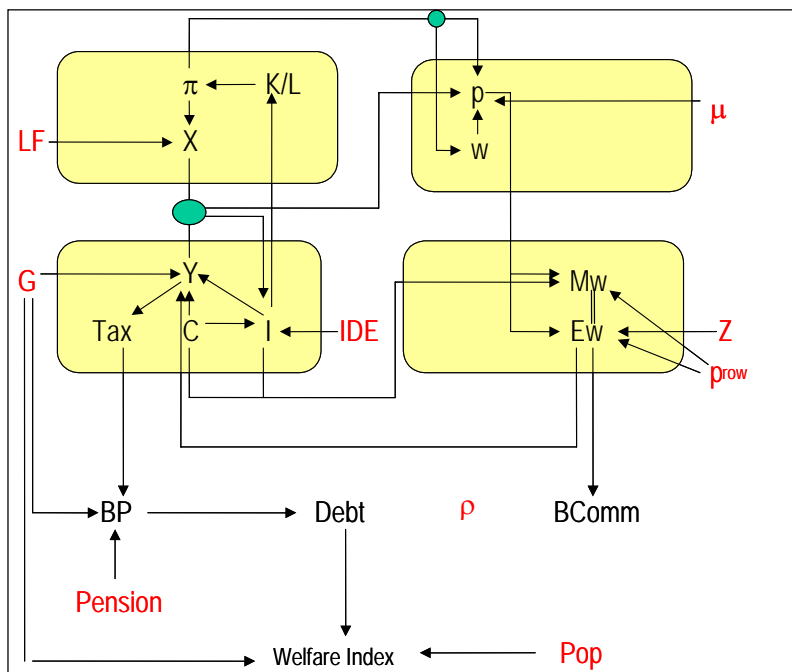 π K/L
p
μ
LF X
w
G Y
Mw
Tax C I IDE
Ew Z
prow
BP Debt ρ BComm
Pension
Welfare Index Pop